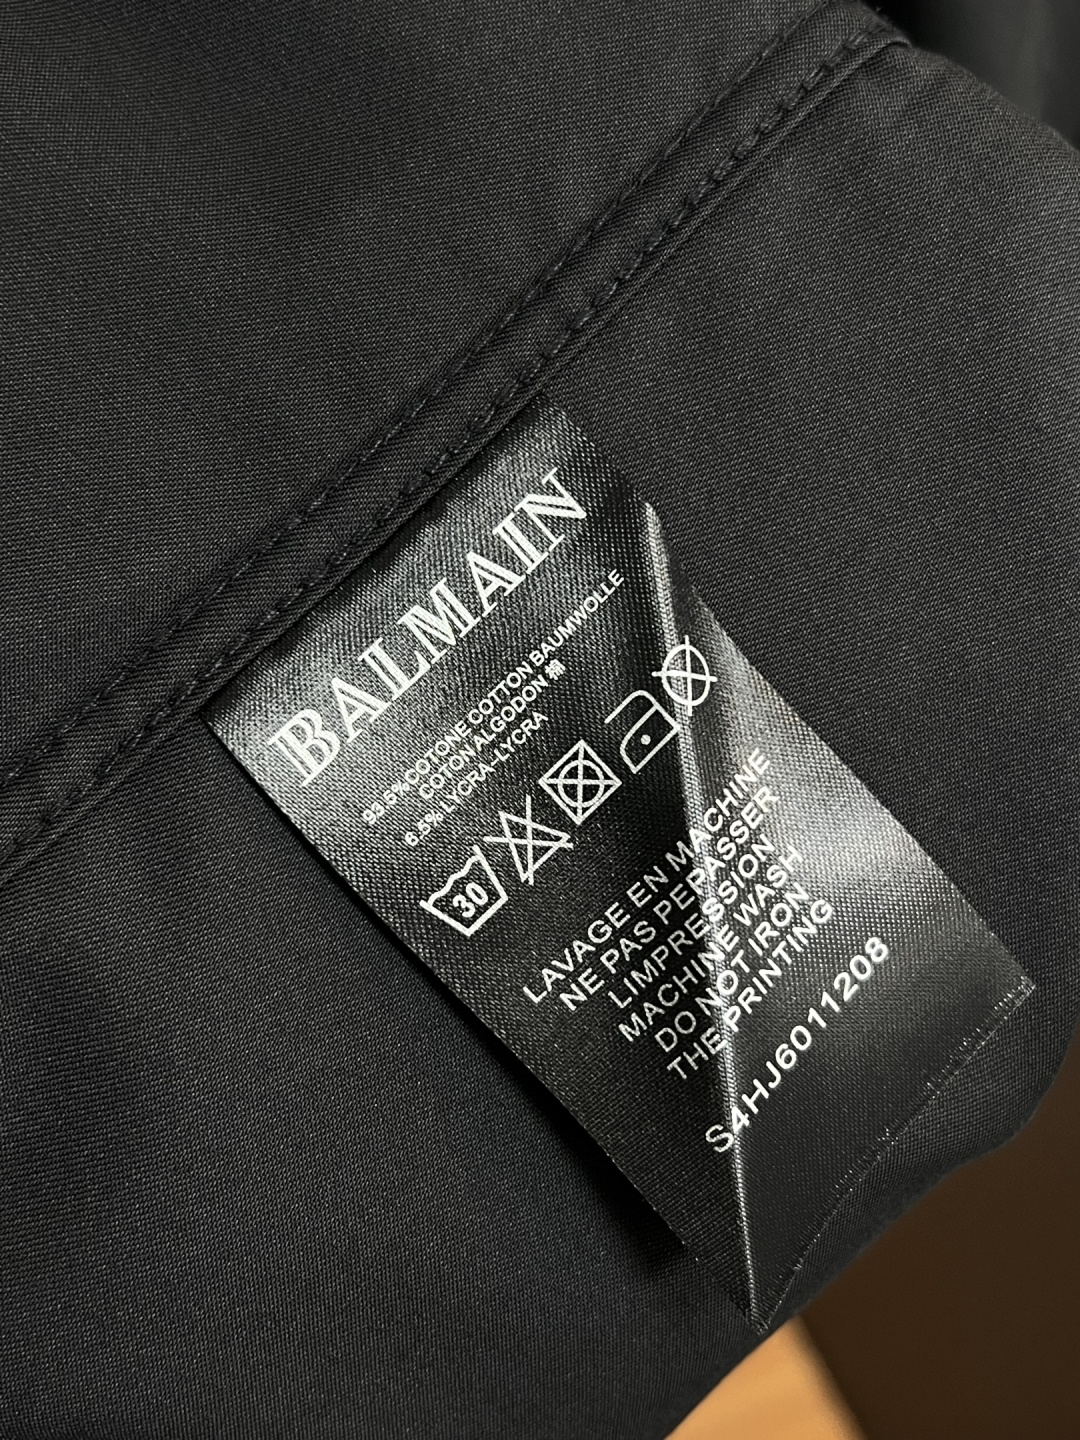 BALMAIN
93.5%COTONE COTTON BAUMWOLLE
COTON ALGODON 棉
6.5%LYCRA-LYCRA
30
LAVAGE EN MACHINE
NE PAS PEPASSER
LIMPRESSION
MACHINE WASH
DO NOT IRON
THE PRINTING
S4HJ6011208